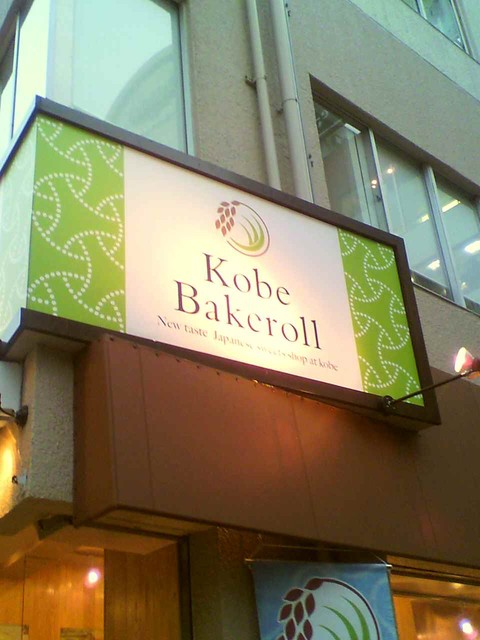 Kobe
Bakeroll
New taste Japanese sweets shop at kobe